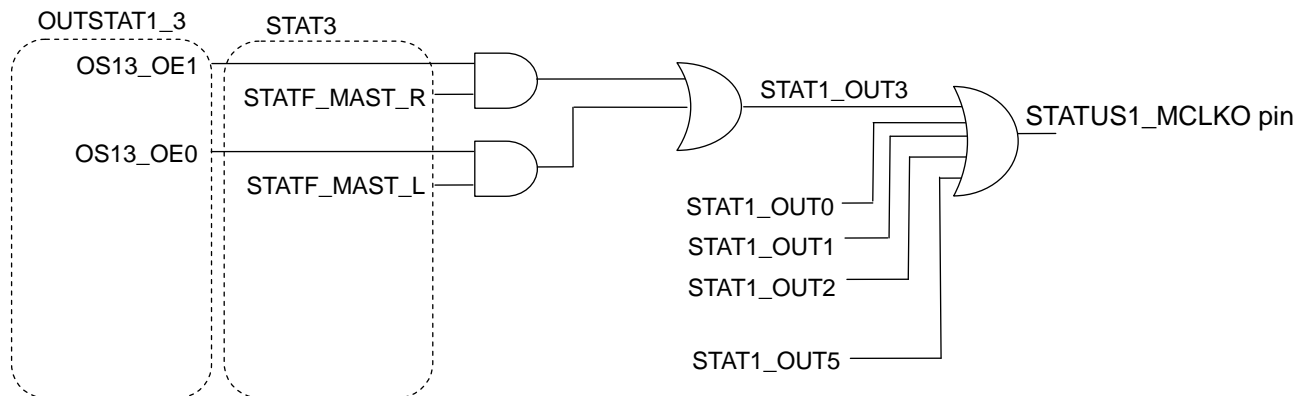 OUTSTAT1_3
STAT3
OS13_OE1
STATF_MAST_R
STAT1_OUT3
STATUS1_MCLKO pin
OS13_OE0
STATF_MAST_L
STAT1_OUT0
STAT1_OUT1
STAT1_OUT2
STAT1_OUT5